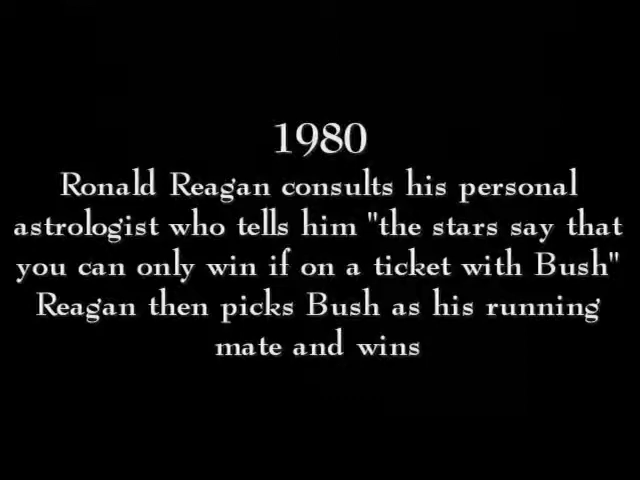 1980
Ronald Reagan consults his personal
astrologist who tells him "the stars say that
you can only win if on a ticket with Bush"
Reagan then picks Bush as his running
mate and wins